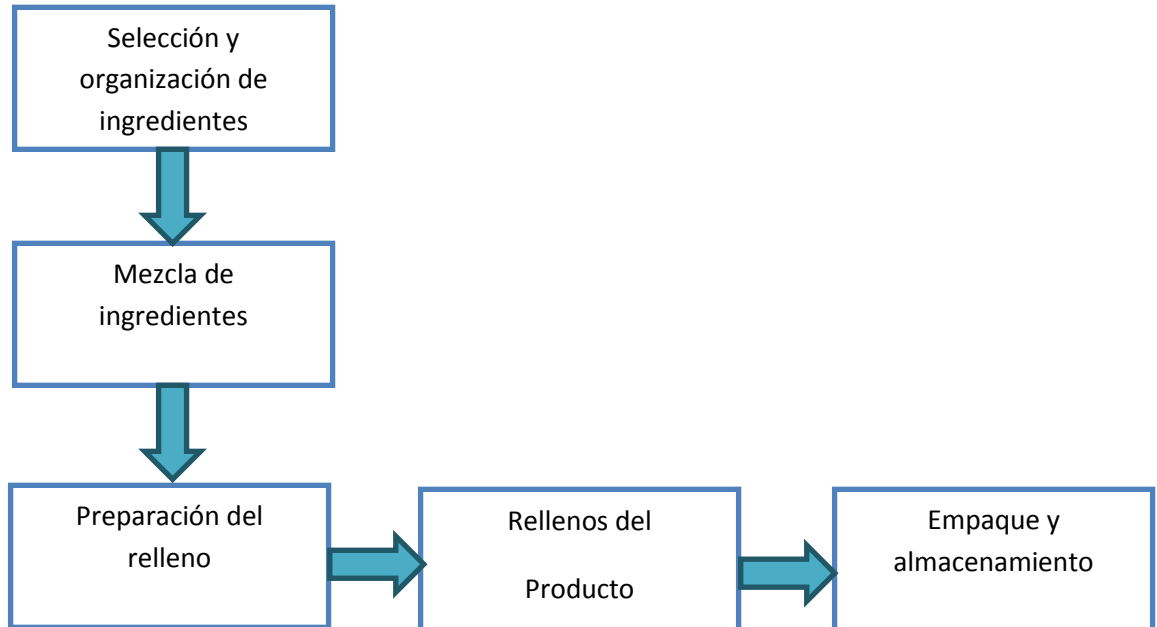 Selección y
organización de
ingredientes
Mezcla de
ingredientes
Preparación del
relleno
Rellenos del
Producto
Empaque y
almacenamiento